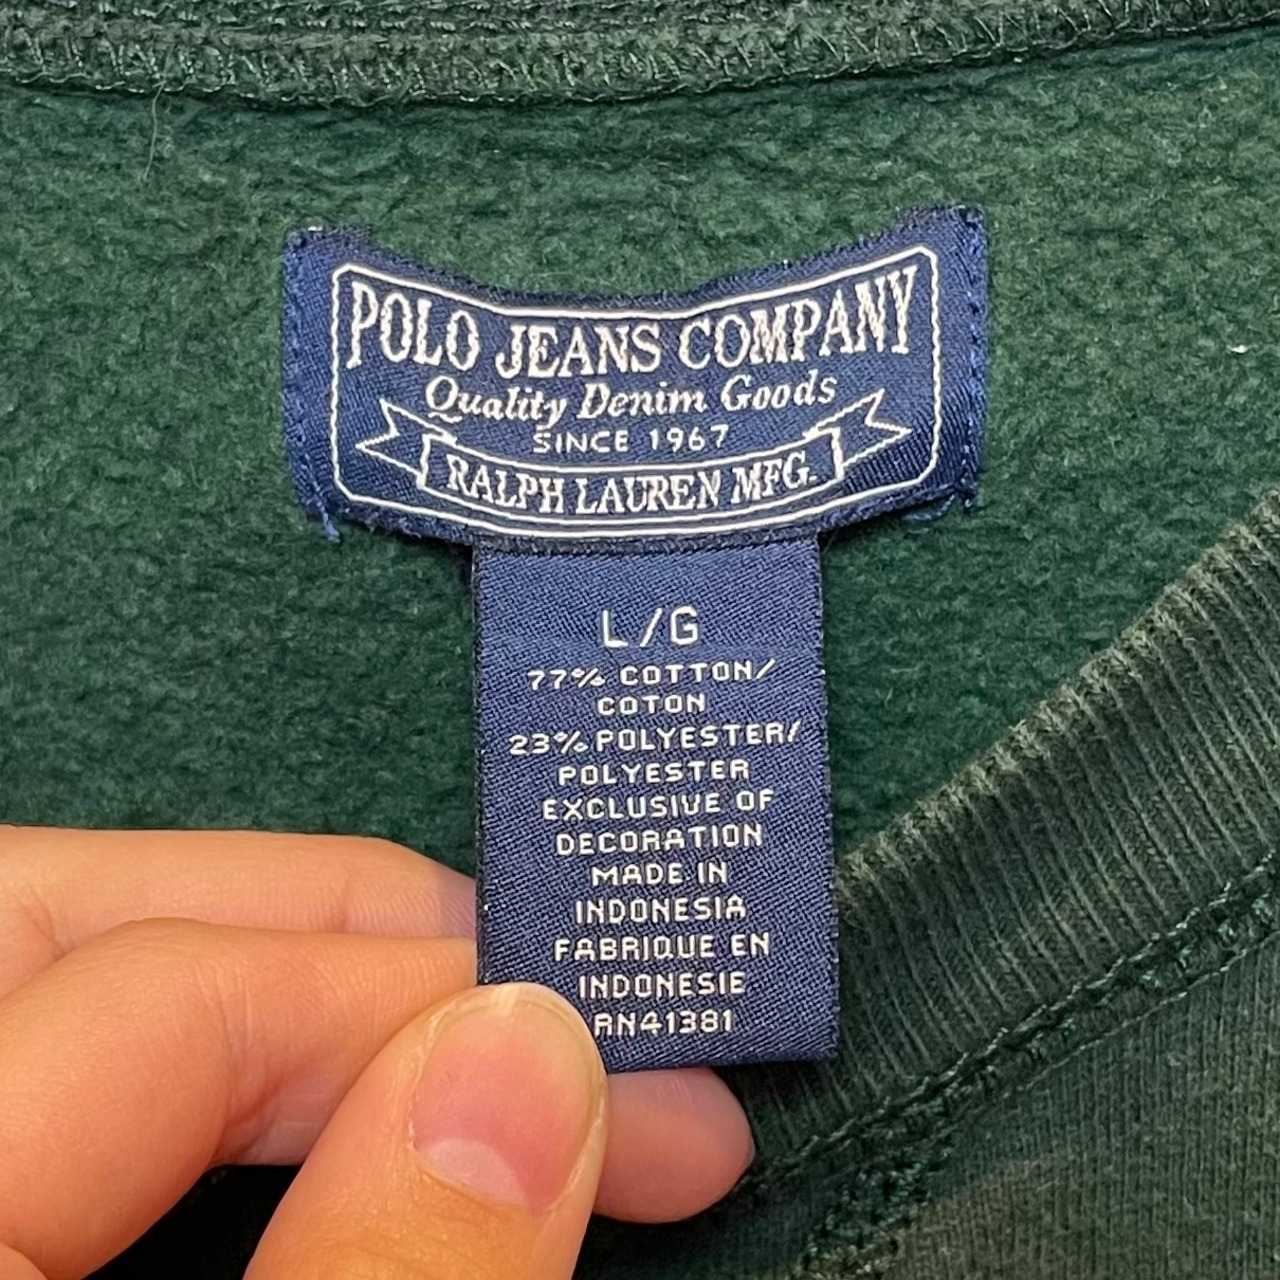 POLO JEANS COMPANY
Quality Denim Goods
SINCE 1967
RALPH LAUREN MFG.
L/G
77% COTTON/
COTON
23% POLYESTER/
POLYESTER
EXCLUSIVE OF
DECORATION
MADE IN
INDONESIA
FABRIQUE EN
INDONESIE
RN41381